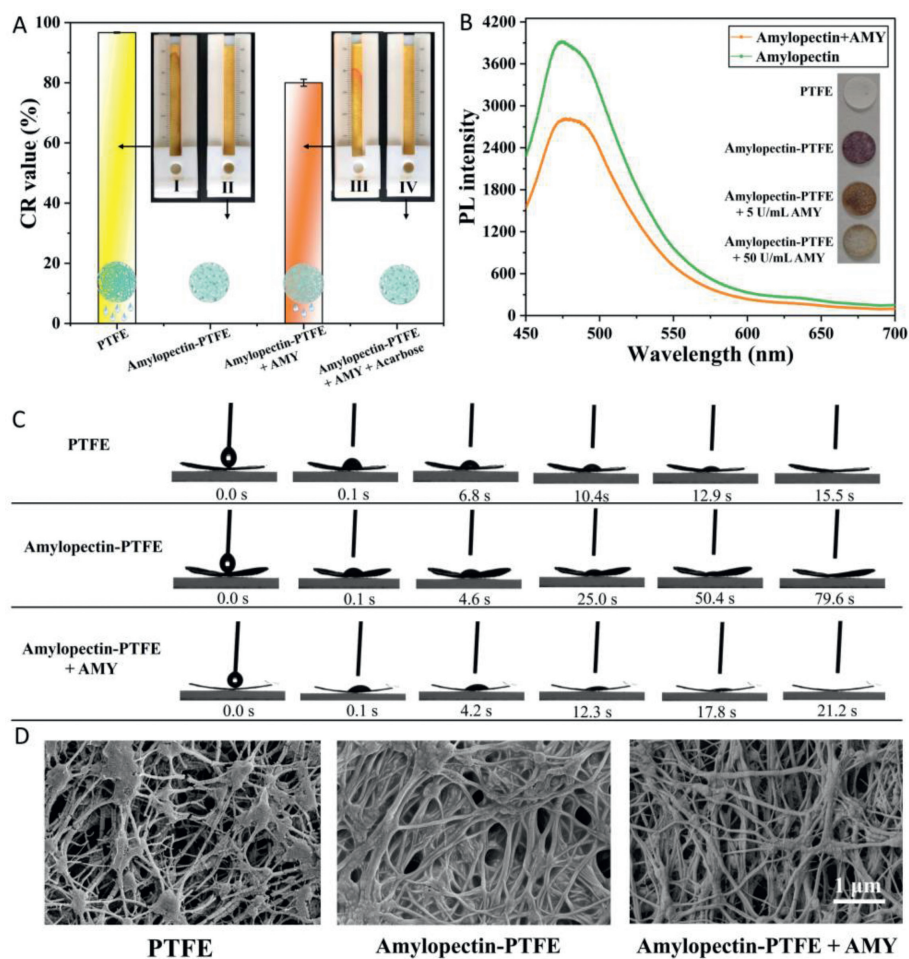 A
CR value (%)
100
80
60
40
20
0
I
II
III
IV
PTFE
Amylopectin-PTFE
Amylopectin-PTFE
+ AMY
Amylopectin-PTFE
+ AMY + Acarbose
B
PL intensity
4200
3600
3000
2400
1800
1200
600
0
450
500
550
600
650
700
Wavelength (nm)
Amylopectin+AMY
Amylopectin
PTFE
Amylopectin-PTFE
Amylopectin-PTFE
+ 5 U/mL AMY
Amylopectin-PTFE
+ 50 U/mL AMY
C
PTFE
0.0 s
0.1 s
6.8 s
10.4s
12.9 s
15.5 s
Amylopectin-PTFE
0.0 s
0.1 s
4.6 s
25.0 s
50.4 s
79.6 s
Amylopectin-PTFE
+ AMY
0.0 s
0.1 s
4.2 s
12.3 s
17.8 s
21.2 s
D
1 μm
PTFE
Amylopectin-PTFE
Amylopectin-PTFE + AMY